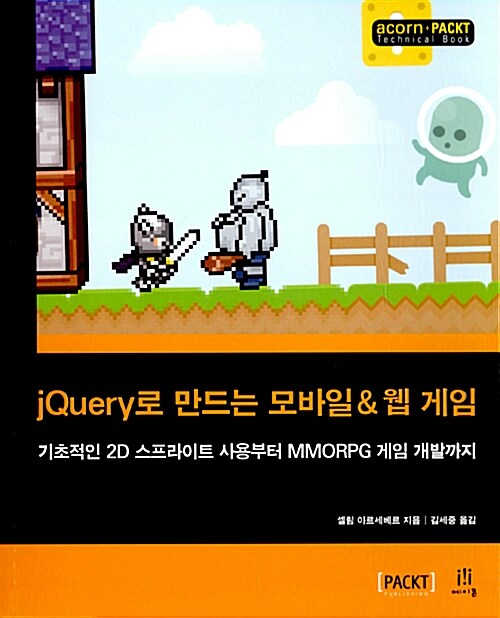 acorn+PACKT
Technical Book
jQuery로 만드는 모바일 & 웹 게임
기초적인 2D 스프라이트 사용부터 MMORPG 게임 개발까지
셀림 아르세베르 지음 | 김세중 옮김
[PACKT]
PUBLISHING
에이콘